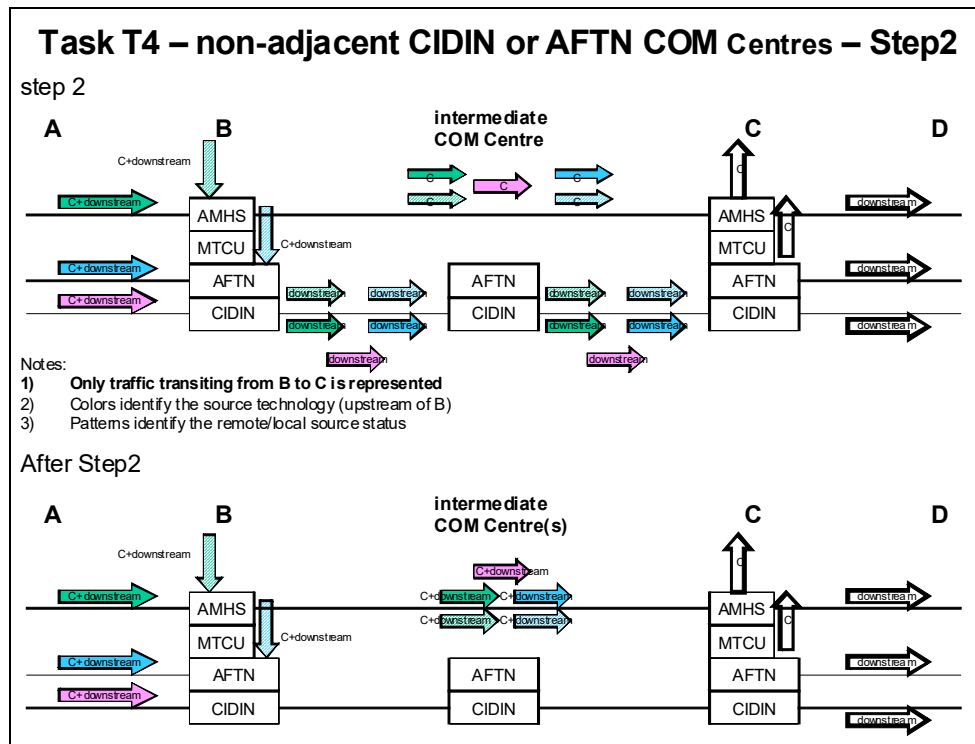 Task T4 – non-adjacent CIDIN or AFTN COM Centres – Step2
step 2
A
B
intermediate
COM Centre
C
D
C+downstream
C
C
C
C
C
C
C+downstream
AMHS
AMHS
C
downstream
MTCU
C+downstream
MTCU
C+downstream
AFTN
AFTN
AFTN
downstream
C+downstream
downstream
downstream
downstream
downstream
CIDIN
CIDIN
CIDIN
downstream
downstream
downstream
downstream
downstream
downstream
downstream
Notes:
1) Only traffic transiting from B to C is represented
2) Colors identify the source technology (upstream of B)
3) Patterns identify the remote/local source status
After Step2
A
B
intermediate
COM Centre(s)
C
D
C+downstream
C
C+downstream
C+downstream
C+downstream
C+downstream
AMHS
AMHS
C
downstream
C+downstream
C+downstream
MTCU
C+downstream
MTCU
C+downstream
AFTN
AFTN
AFTN
downstream
C+downstream
CIDIN
CIDIN
CIDIN
downstream